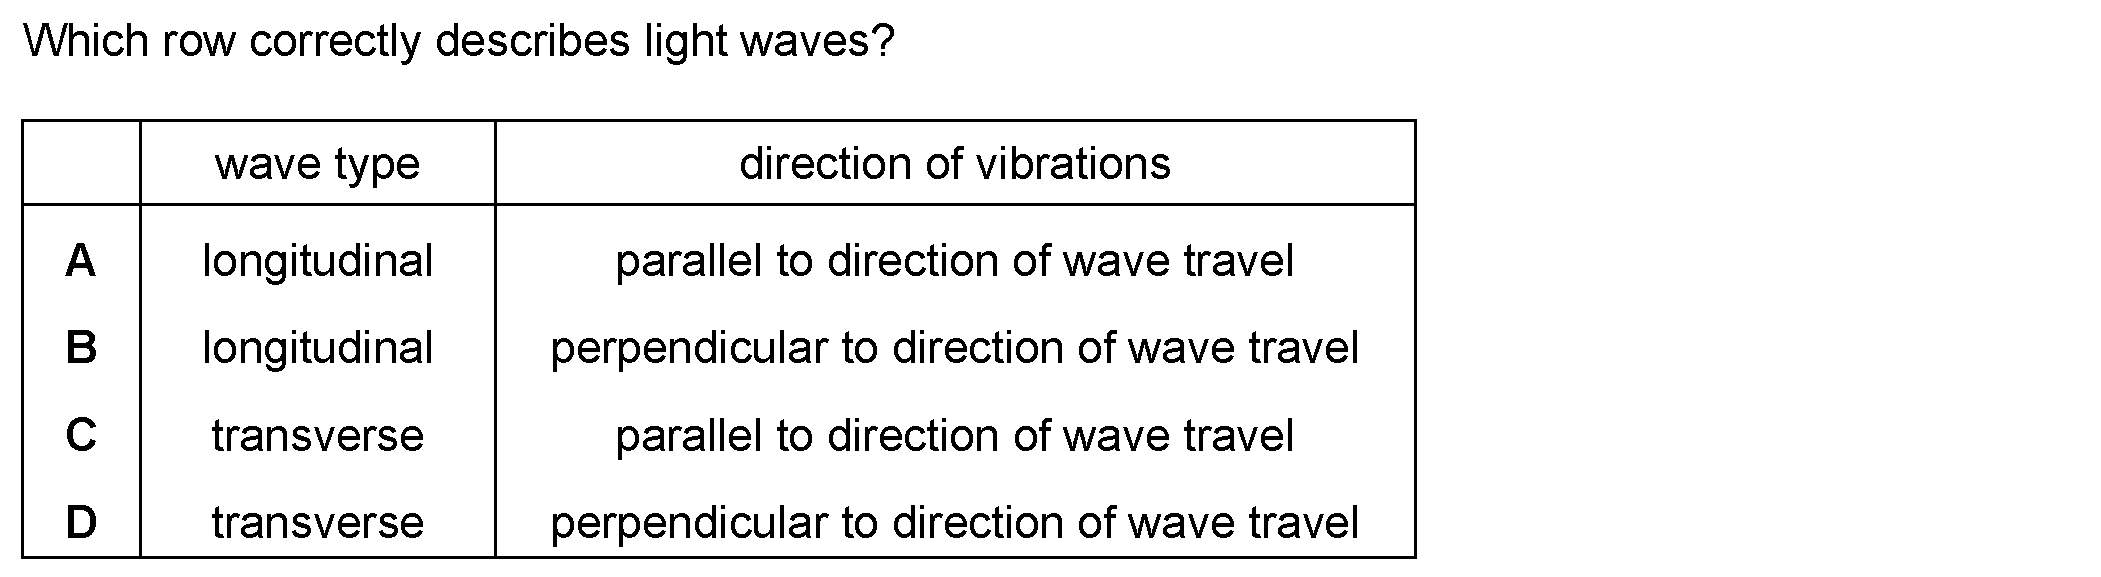 Which row correctly describes light waves?
wave type direction of vibrations
A longitudinal parallel to direction of wave travel
B longitudinal perpendicular to direction of wave travel
C transverse parallel to direction of wave travel
D transverse perpendicular to direction of wave travel